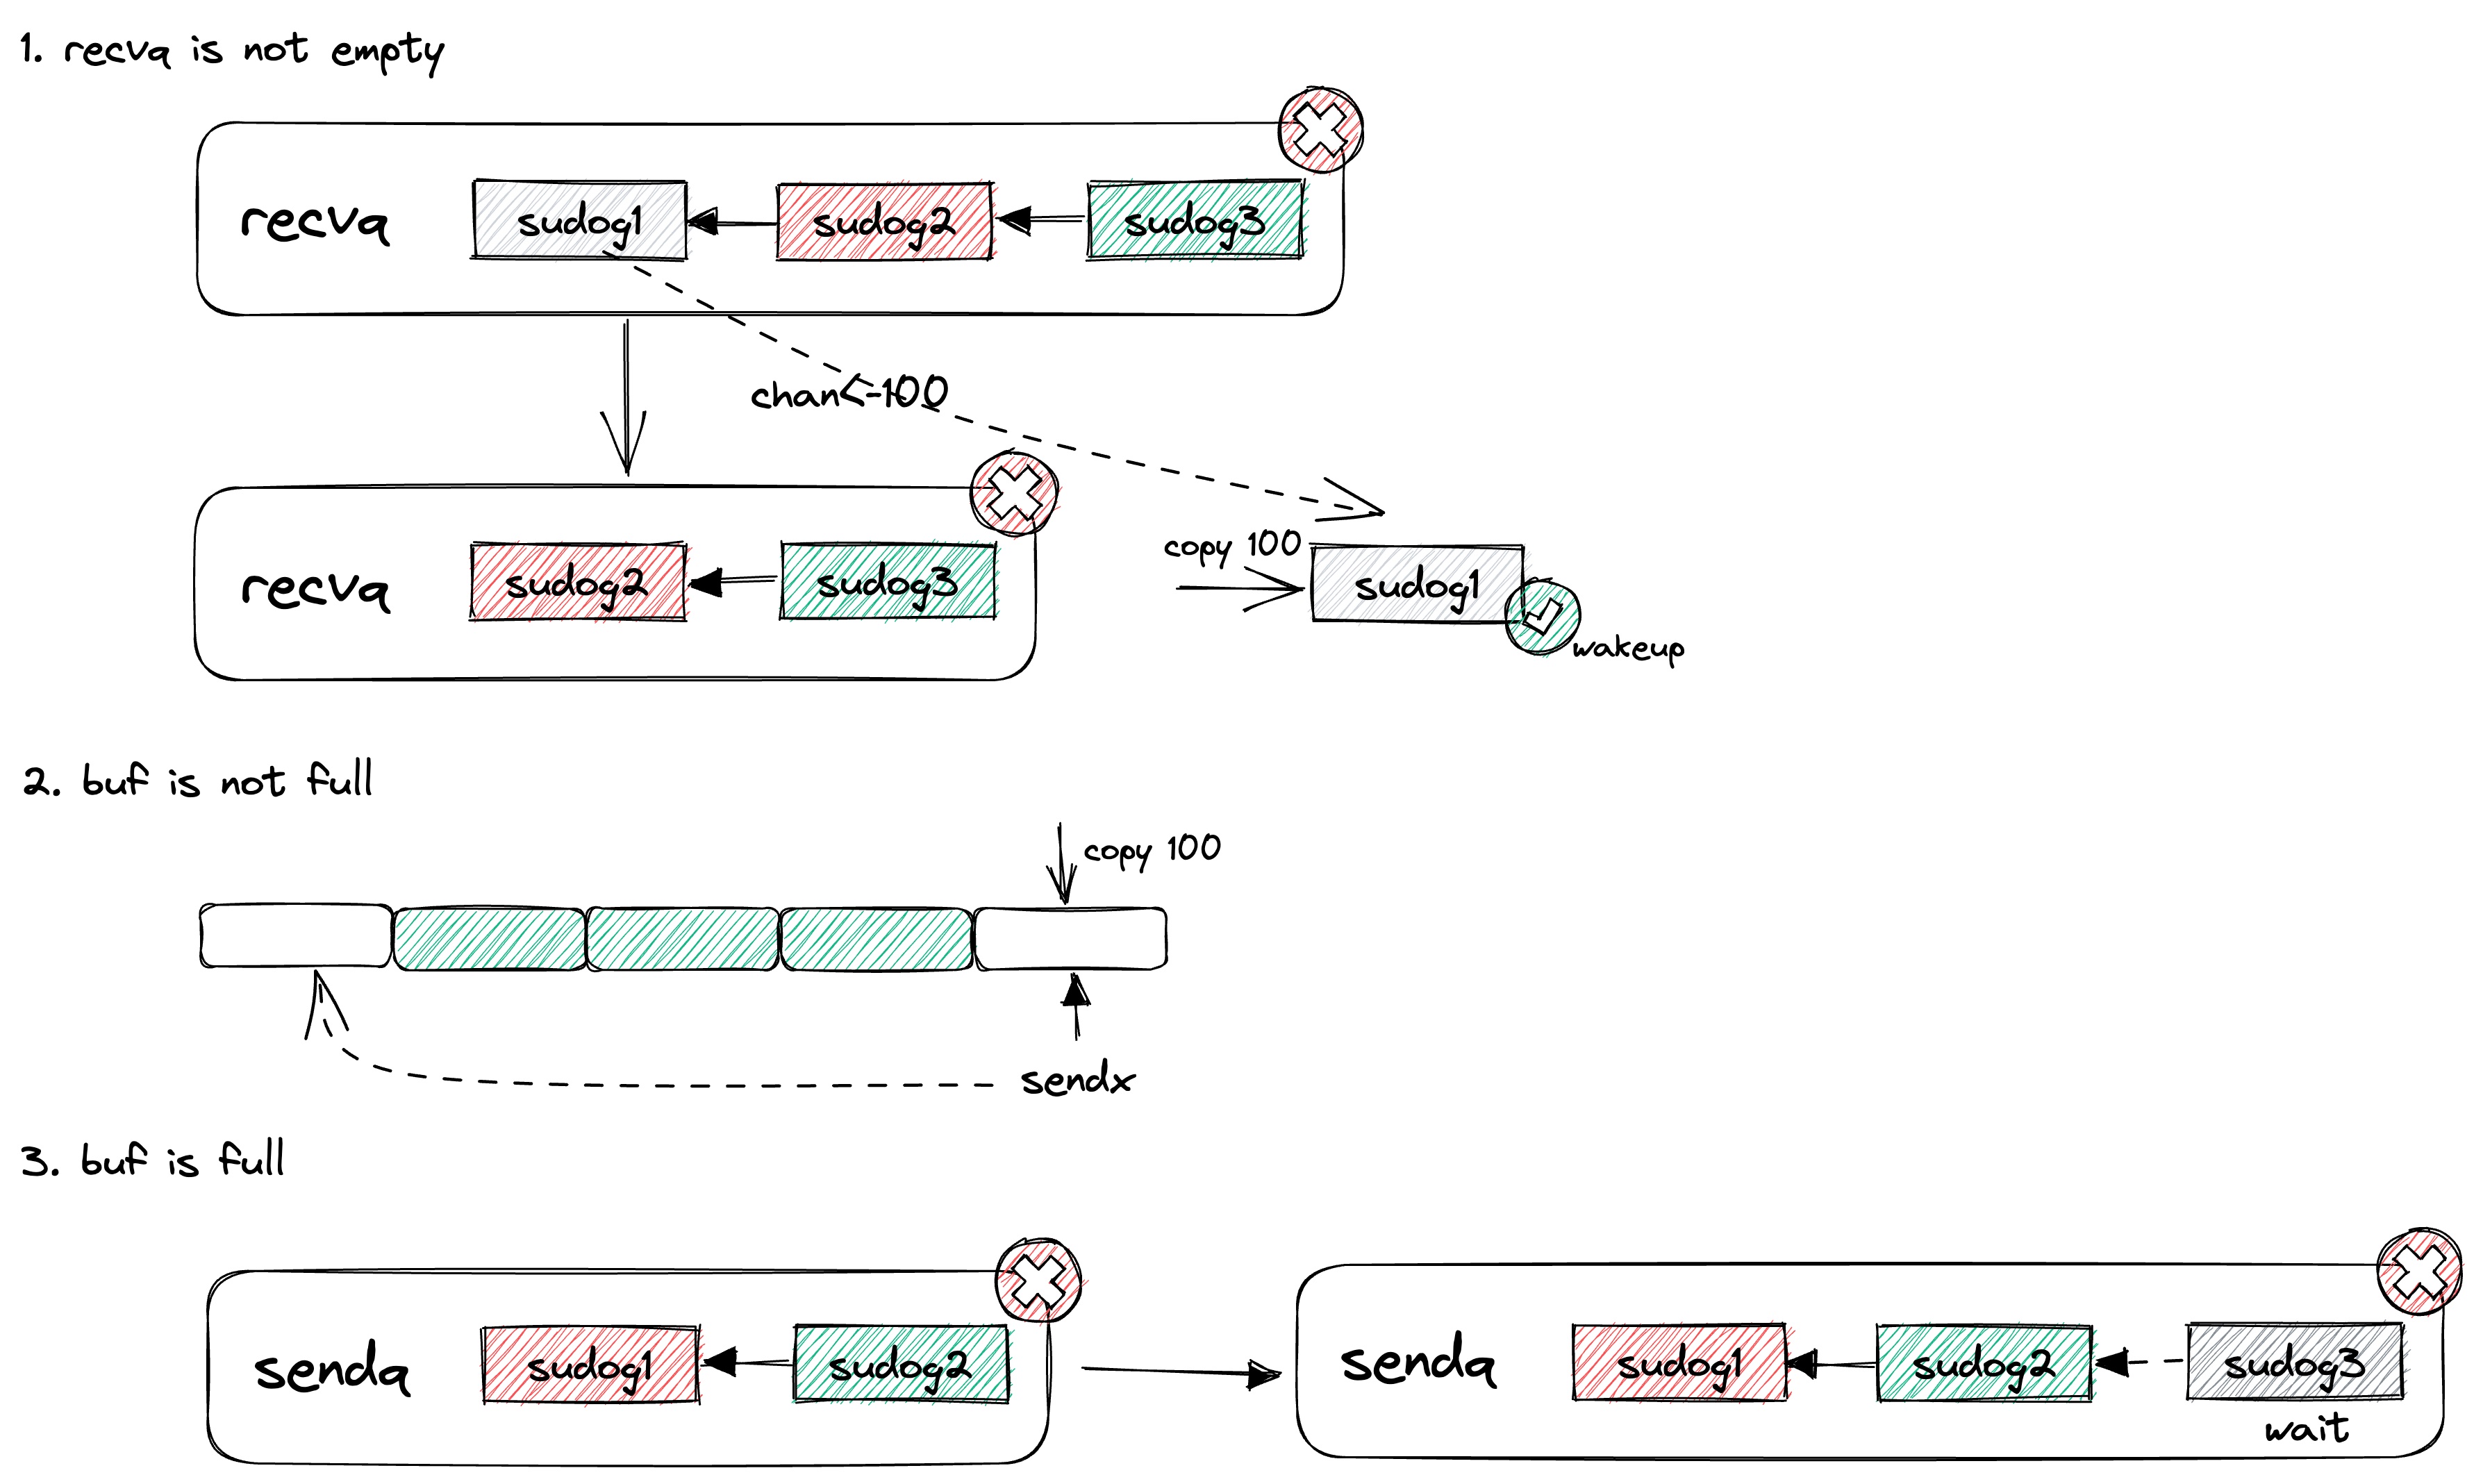 1. recvq is not empty
recvq
sudog1
sudog2
sudog3
chan<-100
recvq
sudog2
sudog3
copy 100
sudog1
wakeup
2. buf is not full
copy 100
sendx
3. buf is full
sendq
sudog1
sudog2
sendq
sudog1
sudog2
sudog3
wait